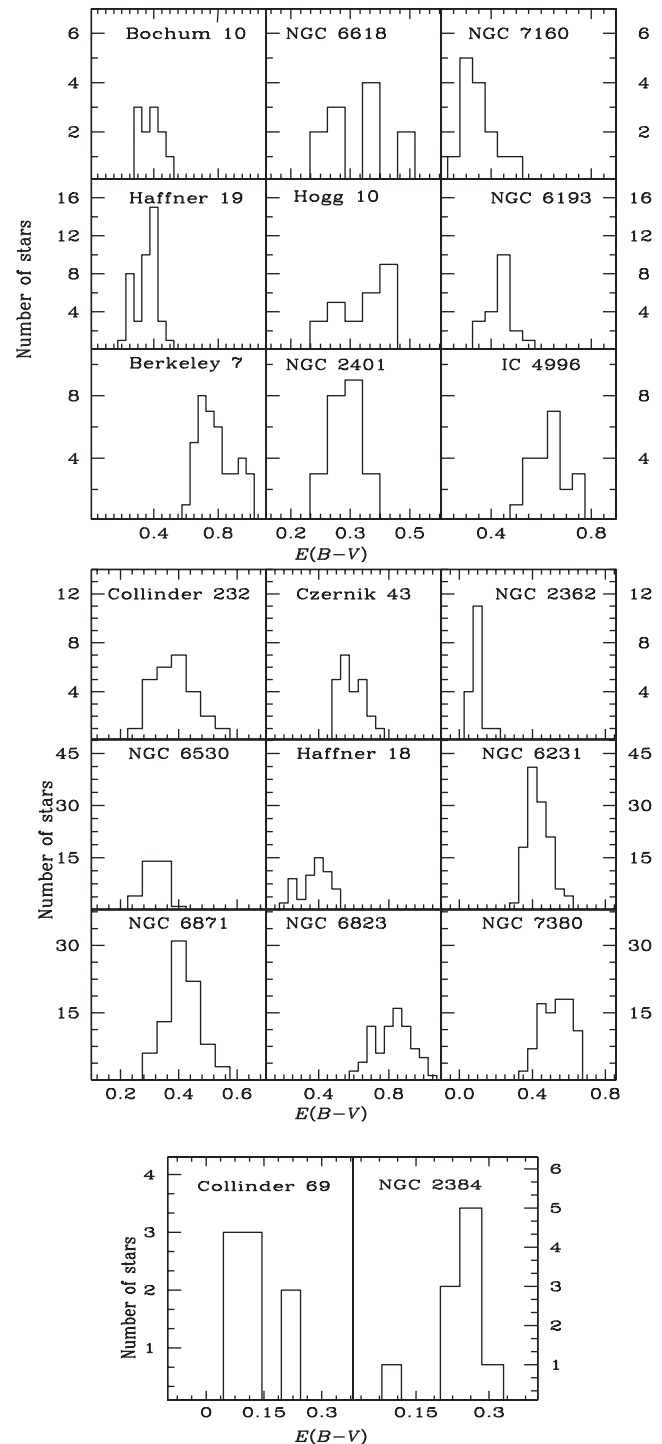 Bochum 10 NGC 6618 NGC 7160
6 6
4 4
2 2
Haffner 19 Hogg 10 NGC 6193
16 16
12 12
8 8
4 4
Number of stars
Berkeley 7 NGC 2401 IC 4996
8 8
4 4
0.4 0.8 0.2 0.3 0.5 0.4 0.8
E(B−V)
Collinder 232 Czernik 43 NGC 2362
12 12
8 8
4 4
NGC 6530 Haffner 18 NGC 6231
45 45
30 30
15 15
Number of stars
NGC 6871 NGC 6823 NGC 7380
30 30
15 15
0.2 0.4 0.6 0.4 0.8 0.0 0.4 0.8
E(B−V)
Collinder 69 NGC 2384
4 6
3 5
2 4
1 3
2
1
Number of stars
0 0.15 0.3 0.15 0.3
E(B−V)